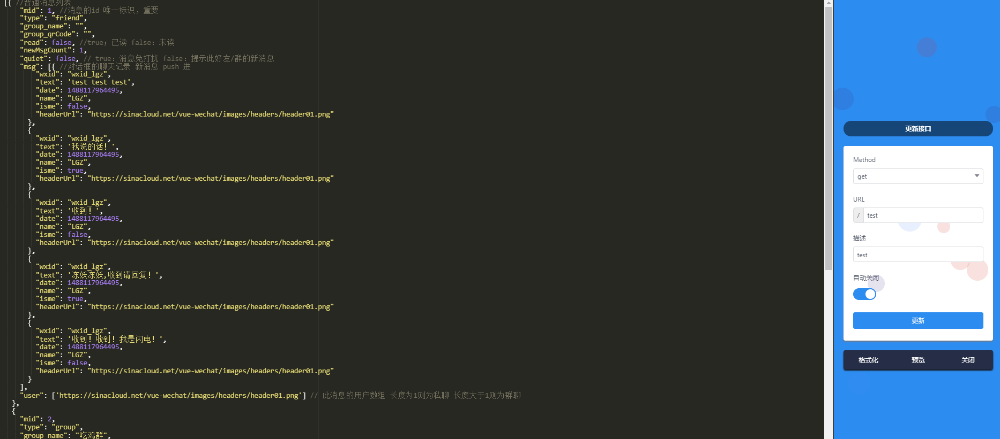 [{ //普通消息列表
"mid": 1, //消息的id 唯一标识，重要
"type": "friend",
"group_name": "",
"group_qrCode": "",
"read": false, //true；已读 false：未读
"newMsgCount": 1,
"quiet": false, // true：消息免打扰 false：提示此好友/群的新消息
"msg": [{ //对话框的聊天记录 新消息 push 进
"wxid": "wxid_lgz",
"text": 'test test test',
"date": 1488117964495,
"name": "LGZ",
"isme": false,
"headerUrl": "https://sinacloud.net/vue-wechat/images/headers/header01.png"
},
{
"wxid": "wxid_lgz",
"text": '我说的话！',
"date": 1488117964495,
"name": "LGZ",
"isme": true,
"headerUrl": "https://sinacloud.net/vue-wechat/images/headers/header01.png"
},
{
"wxid": "wxid_lgz",
"text": '收到！',
"date": 1488117964495,
"name": "LGZ",
"isme": false,
"headerUrl": "https://sinacloud.net/vue-wechat/images/headers/header01.png"
},
{
"wxid": "wxid_lgz",
"text": '冻妖冻妖,收到请回复！',
"date": 1488117964495,
"name": "LGZ",
"isme": true,
"headerUrl": "https://sinacloud.net/vue-wechat/images/headers/header01.png"
},
{
"wxid": "wxid_lgz",
"text": '收到！收到！我是闪电！',
"date": 1488117964495,
"name": "LGZ",
"isme": false,
"headerUrl": "https://sinacloud.net/vue-wechat/images/headers/header01.png"
}
],
"user": ['https://sinacloud.net/vue-wechat/images/headers/header01.png'] // 此消息的用户数组 长度为1则为私聊 长度大于1则为群聊
},
{
"mid": 2,
"type": "group",
"group_name": "吃鸡群",
更新接口
Method
get
URL
/ test
描述
test
自动关闭
更新
格式化 预览 关闭